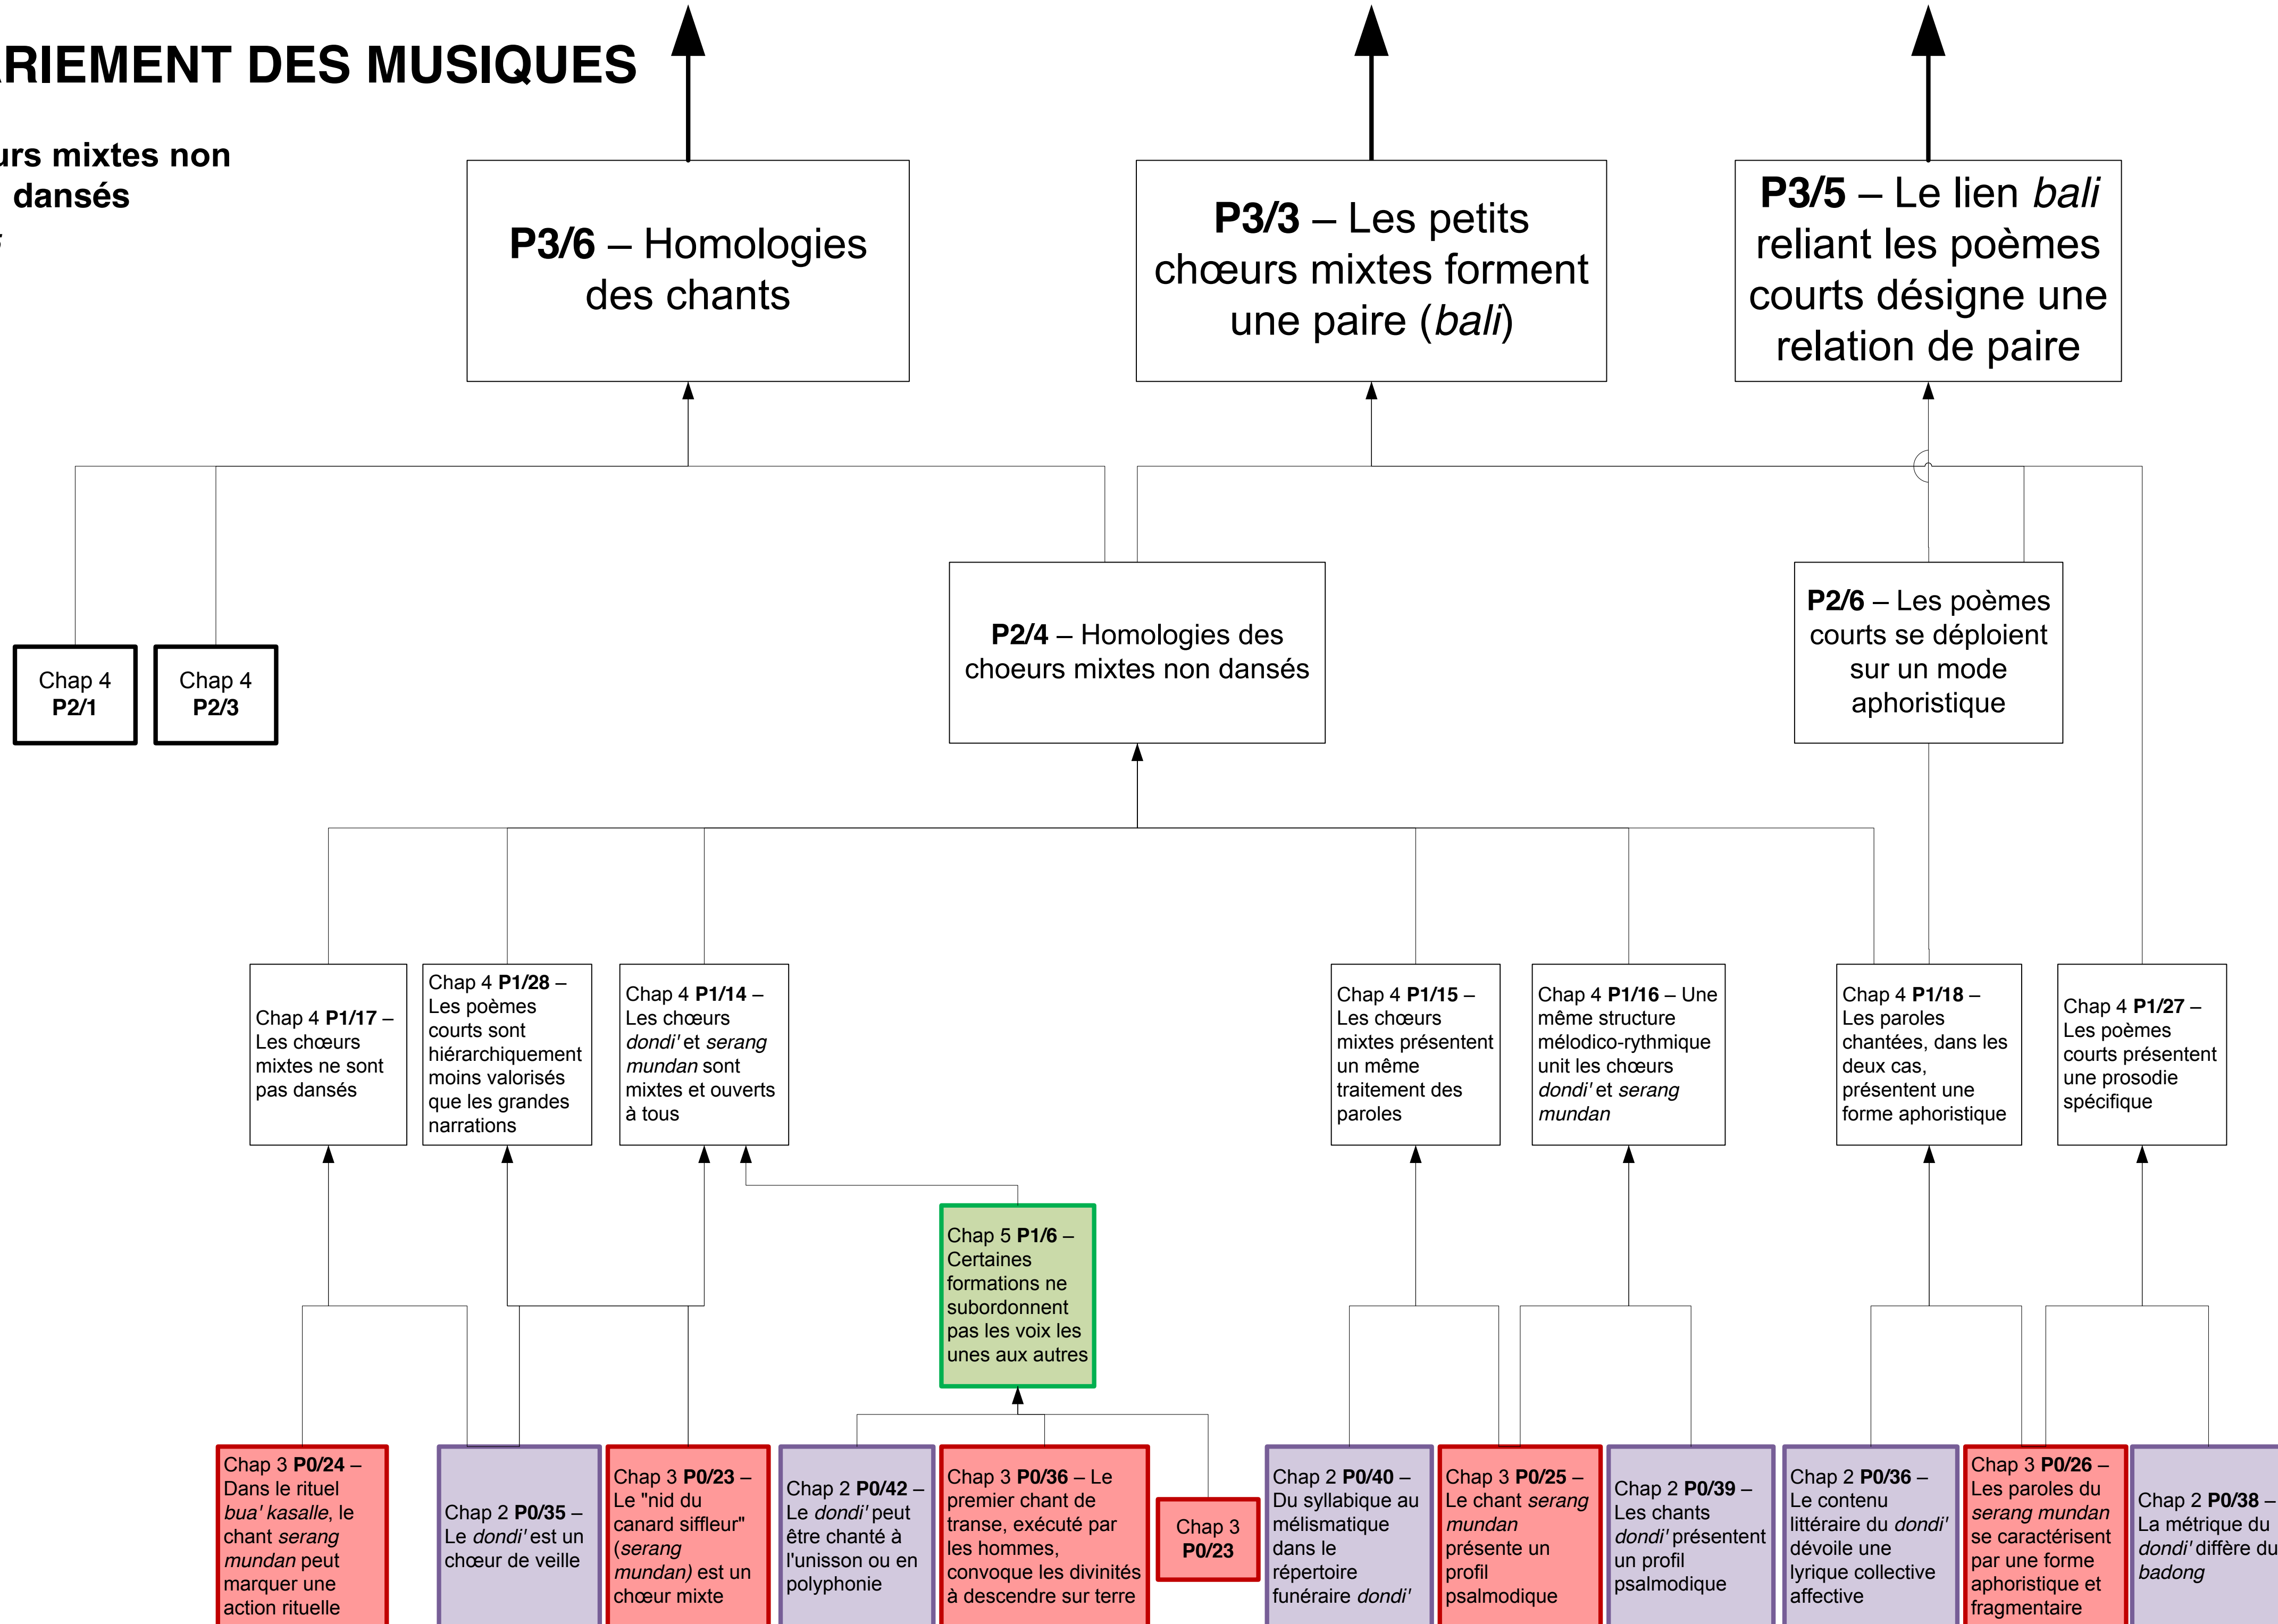 RIEMENT DES MUSIQUES
urs mixtes non
dansés
P3/6 – Homologies
des chants
P3/3 – Les petits
chœurs mixtes forment
une paire (bali)
P3/5 – Le lien bali
reliant les poèmes
courts désigne une
relation de paire
Chap 4
P2/1
Chap 4
P2/3
P2/4 – Homologies des
choeurs mixtes non dansés
P2/6 – Les poèmes
courts se déploient
sur un mode
aphoristique
Chap 4 P1/17 –
Les chœurs
mixtes ne sont
pas dansés
Chap 4 P1/28 –
Les poèmes
courts sont
hiérarchiquement
moins valorisés
que les grandes
narrations
Chap 4 P1/14 –
Les chœurs
dondi' et serang
mundan sont
mixtes et ouverts
à tous
Chap 4 P1/15 –
Les chœurs
mixtes présentent
un même
traitement des
paroles
Chap 4 P1/16 – Une
même structure
mélodico-rythmique
unit les chœurs
dondi' et serang
mundan
Chap 4 P1/18 –
Les paroles
chantées, dans les
deux cas,
présentent une
forme aphoristique
Chap 4 P1/27 –
Les poèmes
courts présentent
une prosodie
spécifique
Chap 5 P1/6 –
Certaines
formations ne
subordonnent
pas les voix les
unes aux autres
Chap 3 P0/24 –
Dans le rituel
bua' kasalle, le
chant serang
mundan peut
marquer une
action rituelle
Chap 2 P0/35 –
Le dondi' est un
chœur de veille
Chap 3 P0/23 –
Le "nid du
canard siffleur"
(serang
mundan) est un
chœur mixte
Chap 2 P0/42 –
Le dondi' peut
être chanté à
l'unisson ou en
polyphonie
Chap 3 P0/36 – Le
premier chant de
transe, exécuté par
les hommes,
convoque les divinités
à descendre sur terre
Chap 3
P0/23
Chap 2 P0/40 –
Du syllabique au
mélismatique
dans le
répertoire
funéraire dondi'
Chap 3 P0/25 –
Le chant serang
mundan
présente un
profil
psalmodique
Chap 2 P0/39 –
Les chants
dondi' présentent
un profil
psalmodique
Chap 2 P0/36 –
Le contenu
littéraire du dondi'
dévoile une
lyrique collective
affective
Chap 3 P0/26 –
Les paroles du
serang mundan
se caractérisent
par une forme
aphoristique et
fragmentaire
Chap 2 P0/38 –
La métrique du
dondi' diffère du
badong